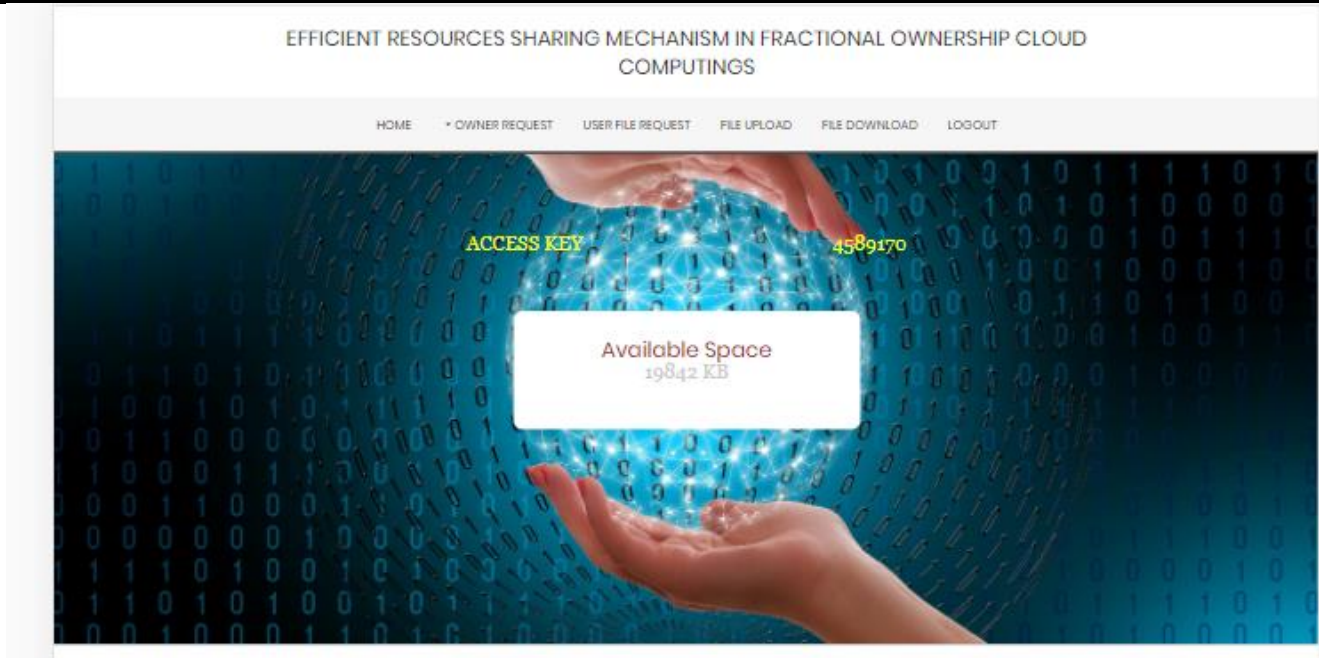 EFFICIENT RESOURCES SHARING MECHANISM IN FRACTIONAL OWNERSHIP CLOUD
COMPUTINGS
HOME OWNER REQUEST USER FILE REQUEST FILE UPLOAD FILE DOWNLOAD LOGOUT
ACCESS KEY 4589170
Available Space
19842 KB